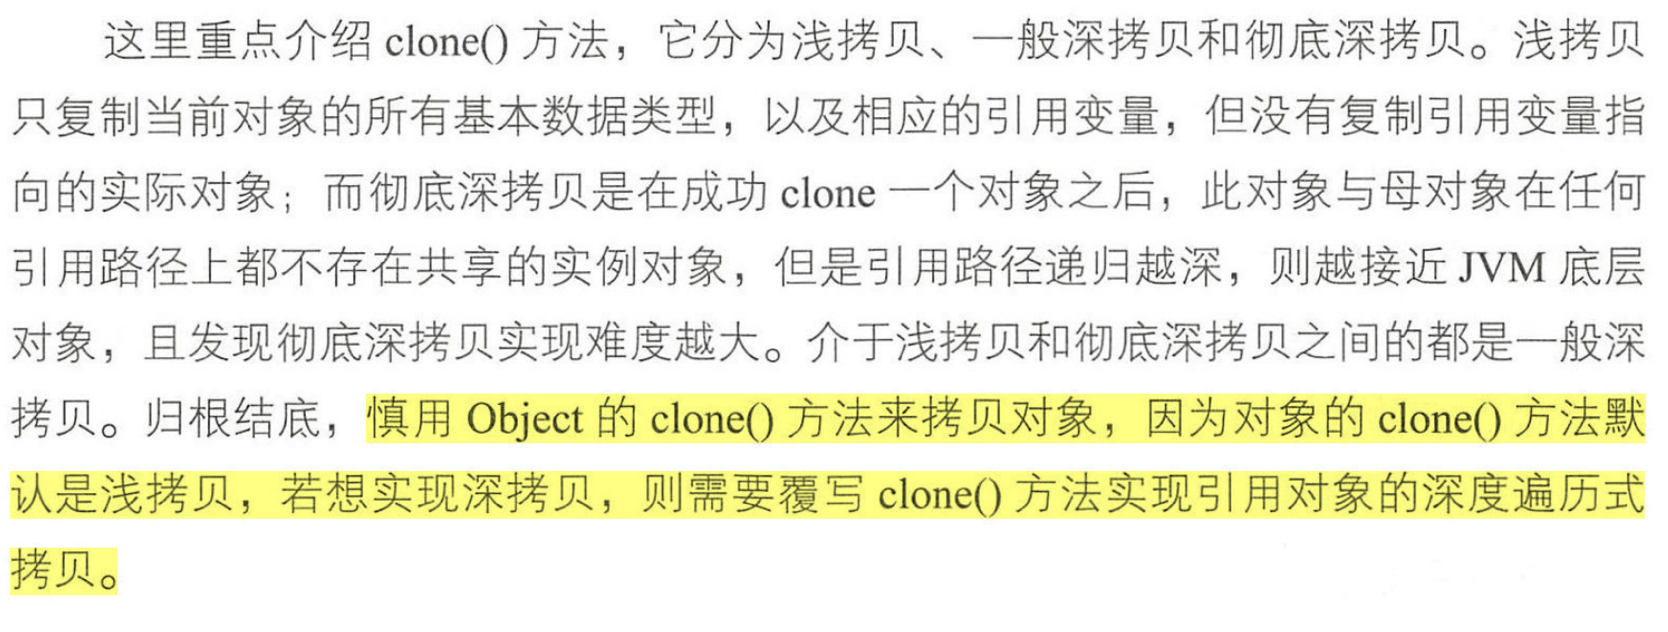 这里重点介绍 clone() 方法，它分为浅拷贝、一般深拷贝和彻底深拷贝。浅拷贝
只复制当前对象的所有基本数据类型，以及相应的引用变量，但没有复制引用变量指
向的实际对象；而彻底深拷贝是在成功 clone 一个对象之后，此对象与母对象在任何
引用路径上都不存在共享的实例对象，但是引用路径递归越深，则越接近 JVM 底层
对象，且发现彻底深拷贝实现难度越大。介于浅拷贝和彻底深拷贝之间的都是一般深
拷贝。归根结底，慎用 Object 的 clone() 方法来拷贝对象，因为对象的 clone() 方法默
认是浅拷贝，若想实现深拷贝，则需要覆写 clone() 方法实现引用对象的深度遍历式
拷贝。